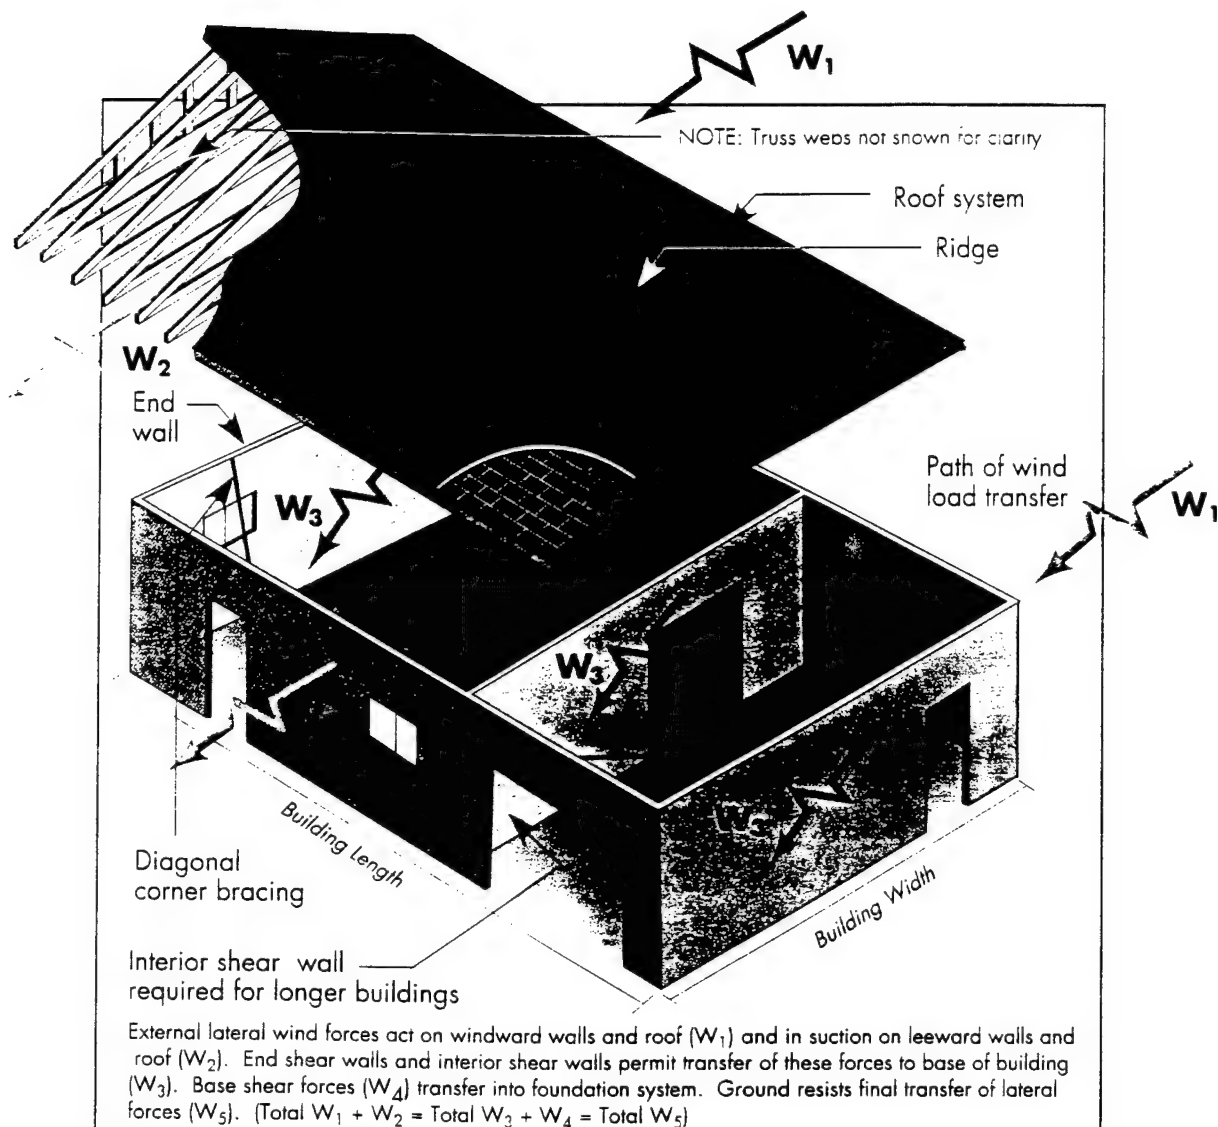 W₁
NOTE: Truss webs not shown for clarity
Roof system
Ridge
W₂
End
wall
Path of wind
load transfer
W₁
W₃
W₃
W₃
Building Length
Building Width
Diagonal
corner bracing
Interior shear wall
required for longer buildings
External lateral wind forces act on windward walls and roof (W₁) and in suction on leeward walls and
roof (W₂). End shear walls and interior shear walls permit transfer of these forces to base of building
(W₃). Base shear forces (W₄) transfer into foundation system. Ground resists final transfer of lateral
forces (W₅). (Total W₁ + W₂ = Total W₃ + W₄ = Total W₅)